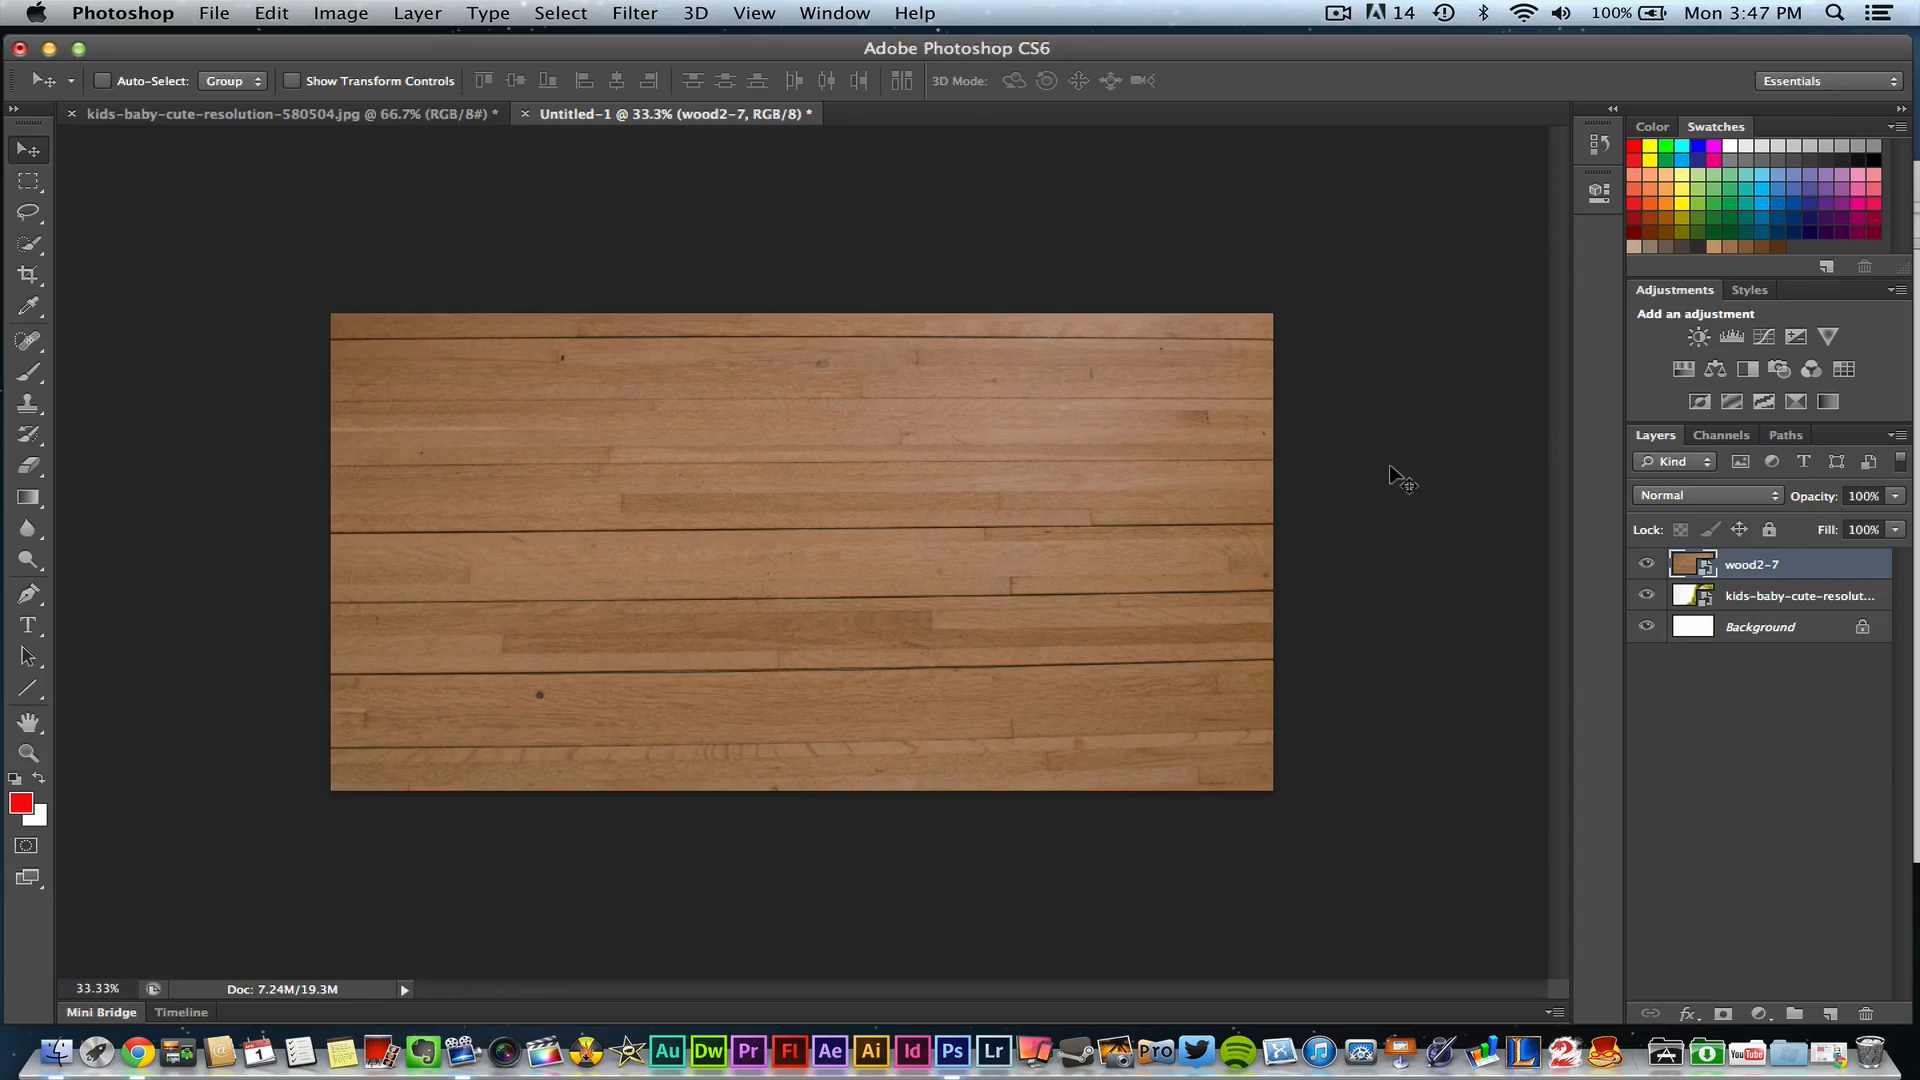 Photoshop File Edit Image Layer Type Select Filter 3D View Window Help 14 100% Mon 3:47 PM
Adobe Photoshop CS6
Auto-Select: Group Show Transform Controls 3D Mode: Essentials
kids-baby-cute-resolution-580504.jpg @ 66.7% (RGB/8#) * Untitled-1 @ 33.3% (wood2-7, RGB/8) *
Color Swatches
Adjustments Styles
Add an adjustment
Layers Channels Paths
Kind
Normal Opacity: 100%
Lock: Fill: 100%
wood2-7
kids-baby-cute-resolut...
Background
33.33% Doc: 7.24M/19.3M
Mini Bridge Timeline
fx
1 Au Dw Pr Fl Ae Ai Id Ps Lr Pro L YouTube